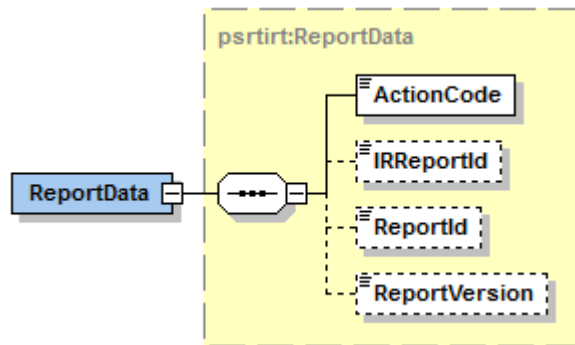 psrtirt:ReportData
ActionCode
IRReportId
ReportData
ReportId
ReportVersion